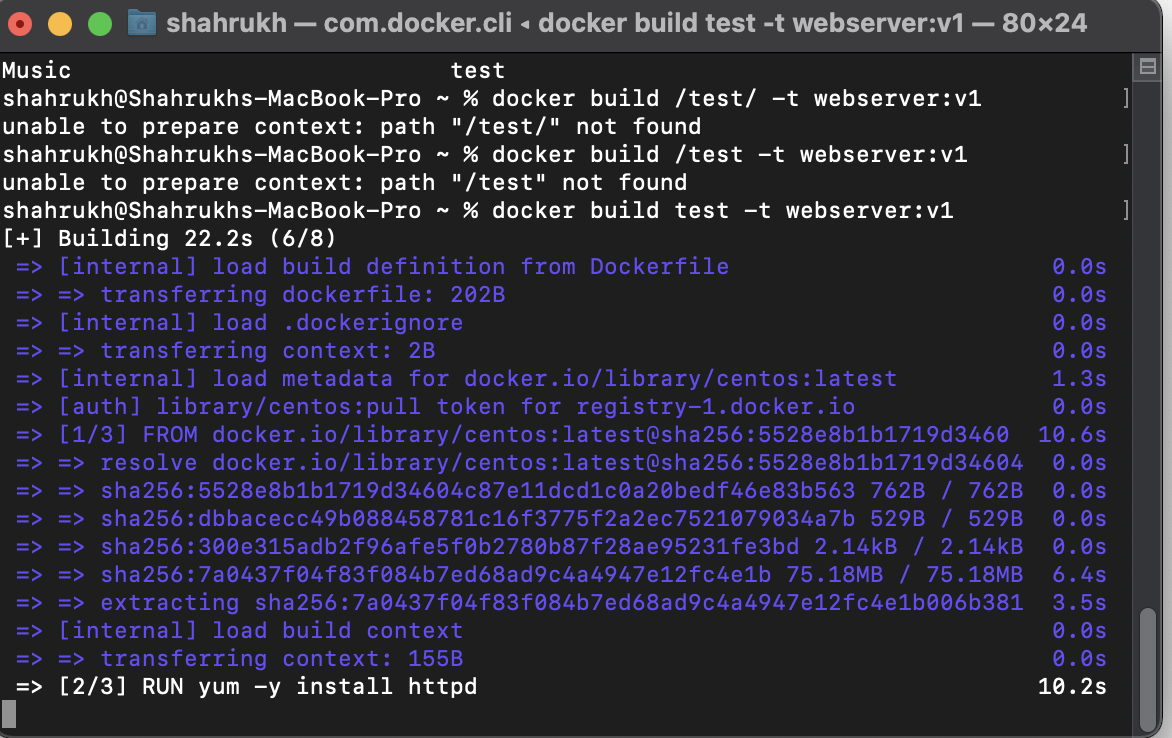 shahrukh — com.docker.cli ◂ docker build test -t webserver:v1 — 80×24
Music                           test
shahrukh@Shahrukhs-MacBook-Pro ~ % docker build /test/ -t webserver:v1          ]
unable to prepare context: path "/test/" not found
shahrukh@Shahrukhs-MacBook-Pro ~ % docker build /test -t webserver:v1           ]
unable to prepare context: path "/test" not found
shahrukh@Shahrukhs-MacBook-Pro ~ % docker build test -t webserver:v1            ]
[+] Building 22.2s (6/8)
 => [internal] load build definition from Dockerfile                       0.0s
 => => transferring dockerfile: 202B                                       0.0s
 => [internal] load .dockerignore                                          0.0s
 => => transferring context: 2B                                            0.0s
 => [internal] load metadata for docker.io/library/centos:latest           1.3s
 => [auth] library/centos:pull token for registry-1.docker.io              0.0s
 => [1/3] FROM docker.io/library/centos:latest@sha256:5528e8b1b1719d3460  10.6s
 => => resolve docker.io/library/centos:latest@sha256:5528e8b1b1719d34604  0.0s
 => => sha256:5528e8b1b1719d34604c87e11dcd1c0a20bedf46e83b563 762B / 762B  0.0s
 => => sha256:dbbacecc49b088458781c16f3775f2a2ec7521079034a7b 529B / 529B  0.0s
 => => sha256:300e315adb2f96afe5f0b2780b87f28ae95231fe3bd 2.14kB / 2.14kB  0.0s
 => => sha256:7a0437f04f83f084b7ed68ad9c4a4947e12fc4e1b 75.18MB / 75.18MB  6.4s
 => => extracting sha256:7a0437f04f83f084b7ed68ad9c4a4947e12fc4e1b006b381  3.5s
 => [internal] load build context                                          0.0s
 => => transferring context: 155B                                          0.0s
 => [2/3] RUN yum -y install httpd                                        10.2s